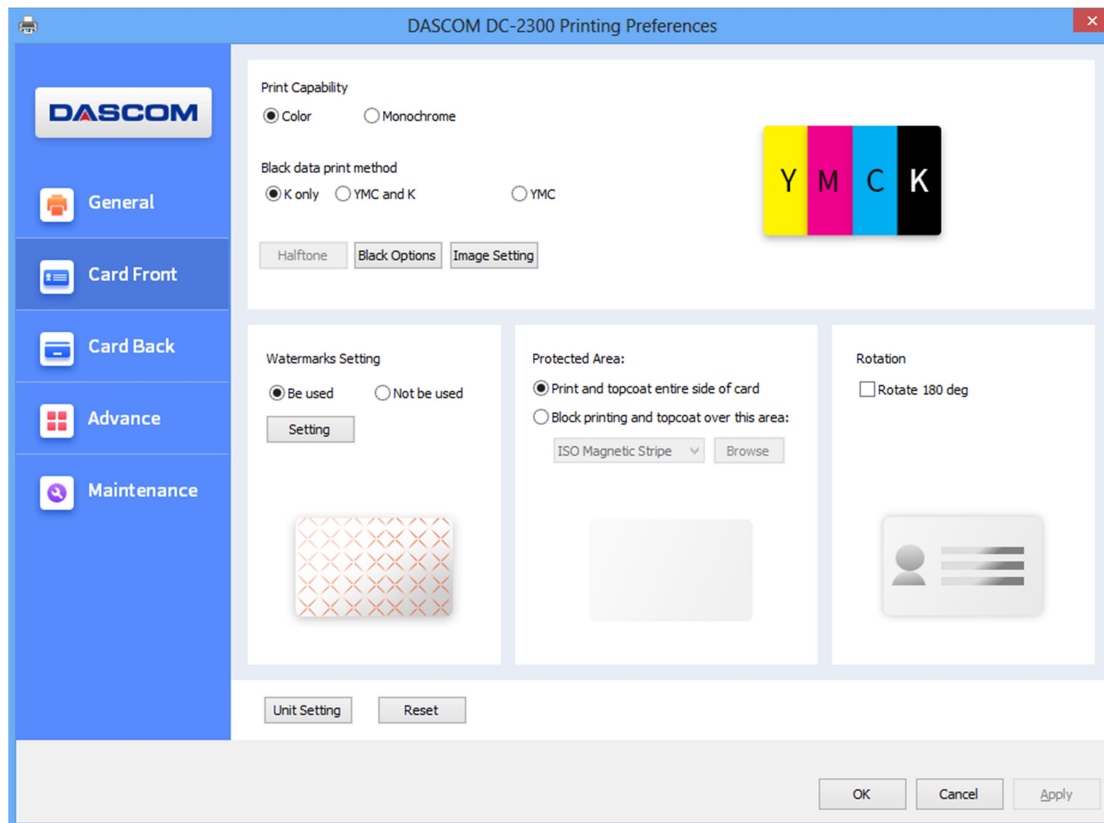 DASCOM DC-2300 Printing Preferences
DASCOM
General
Card Front
Card Back
Advance
Maintenance
Print Capability
Color Monochrome
Black data print method
K only YMC and K YMC
Halftone Black Options Image Setting
Y M C K
Watermarks Setting
Be used Not be used
Setting
Protected Area:
Print and topcoat entire side of card
Block printing and topcoat over this area:
ISO Magnetic Stripe Browse
Rotation
Rotate 180 deg
Unit Setting Reset
OK Cancel Apply